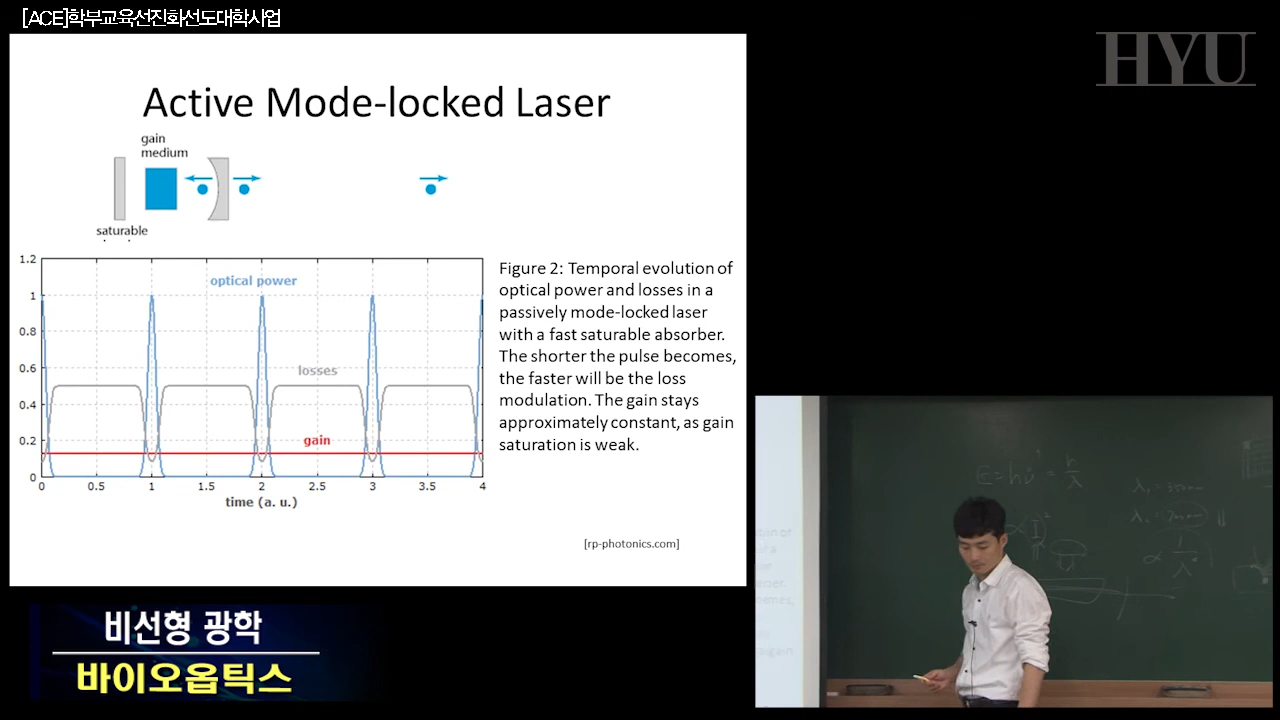 [ACE]학부교육선진화선도대학사업
HYU
Active Mode-locked Laser
gain
medium
saturable
1.2
1
0.8
0.6
0.4
0.2
0
optical power
losses
gain
0 0.5 1 1.5 2 2.5 3 3.5 4
time (a. u.)
Figure 2: Temporal evolution of
optical power and losses in a
passively mode-locked laser
with a fast saturable absorber.
The shorter the pulse becomes,
the faster will be the loss
modulation. The gain stays
approximately constant, as gain
saturation is weak.
[rp-photonics.com]
비선형 광학
바이오옵틱스